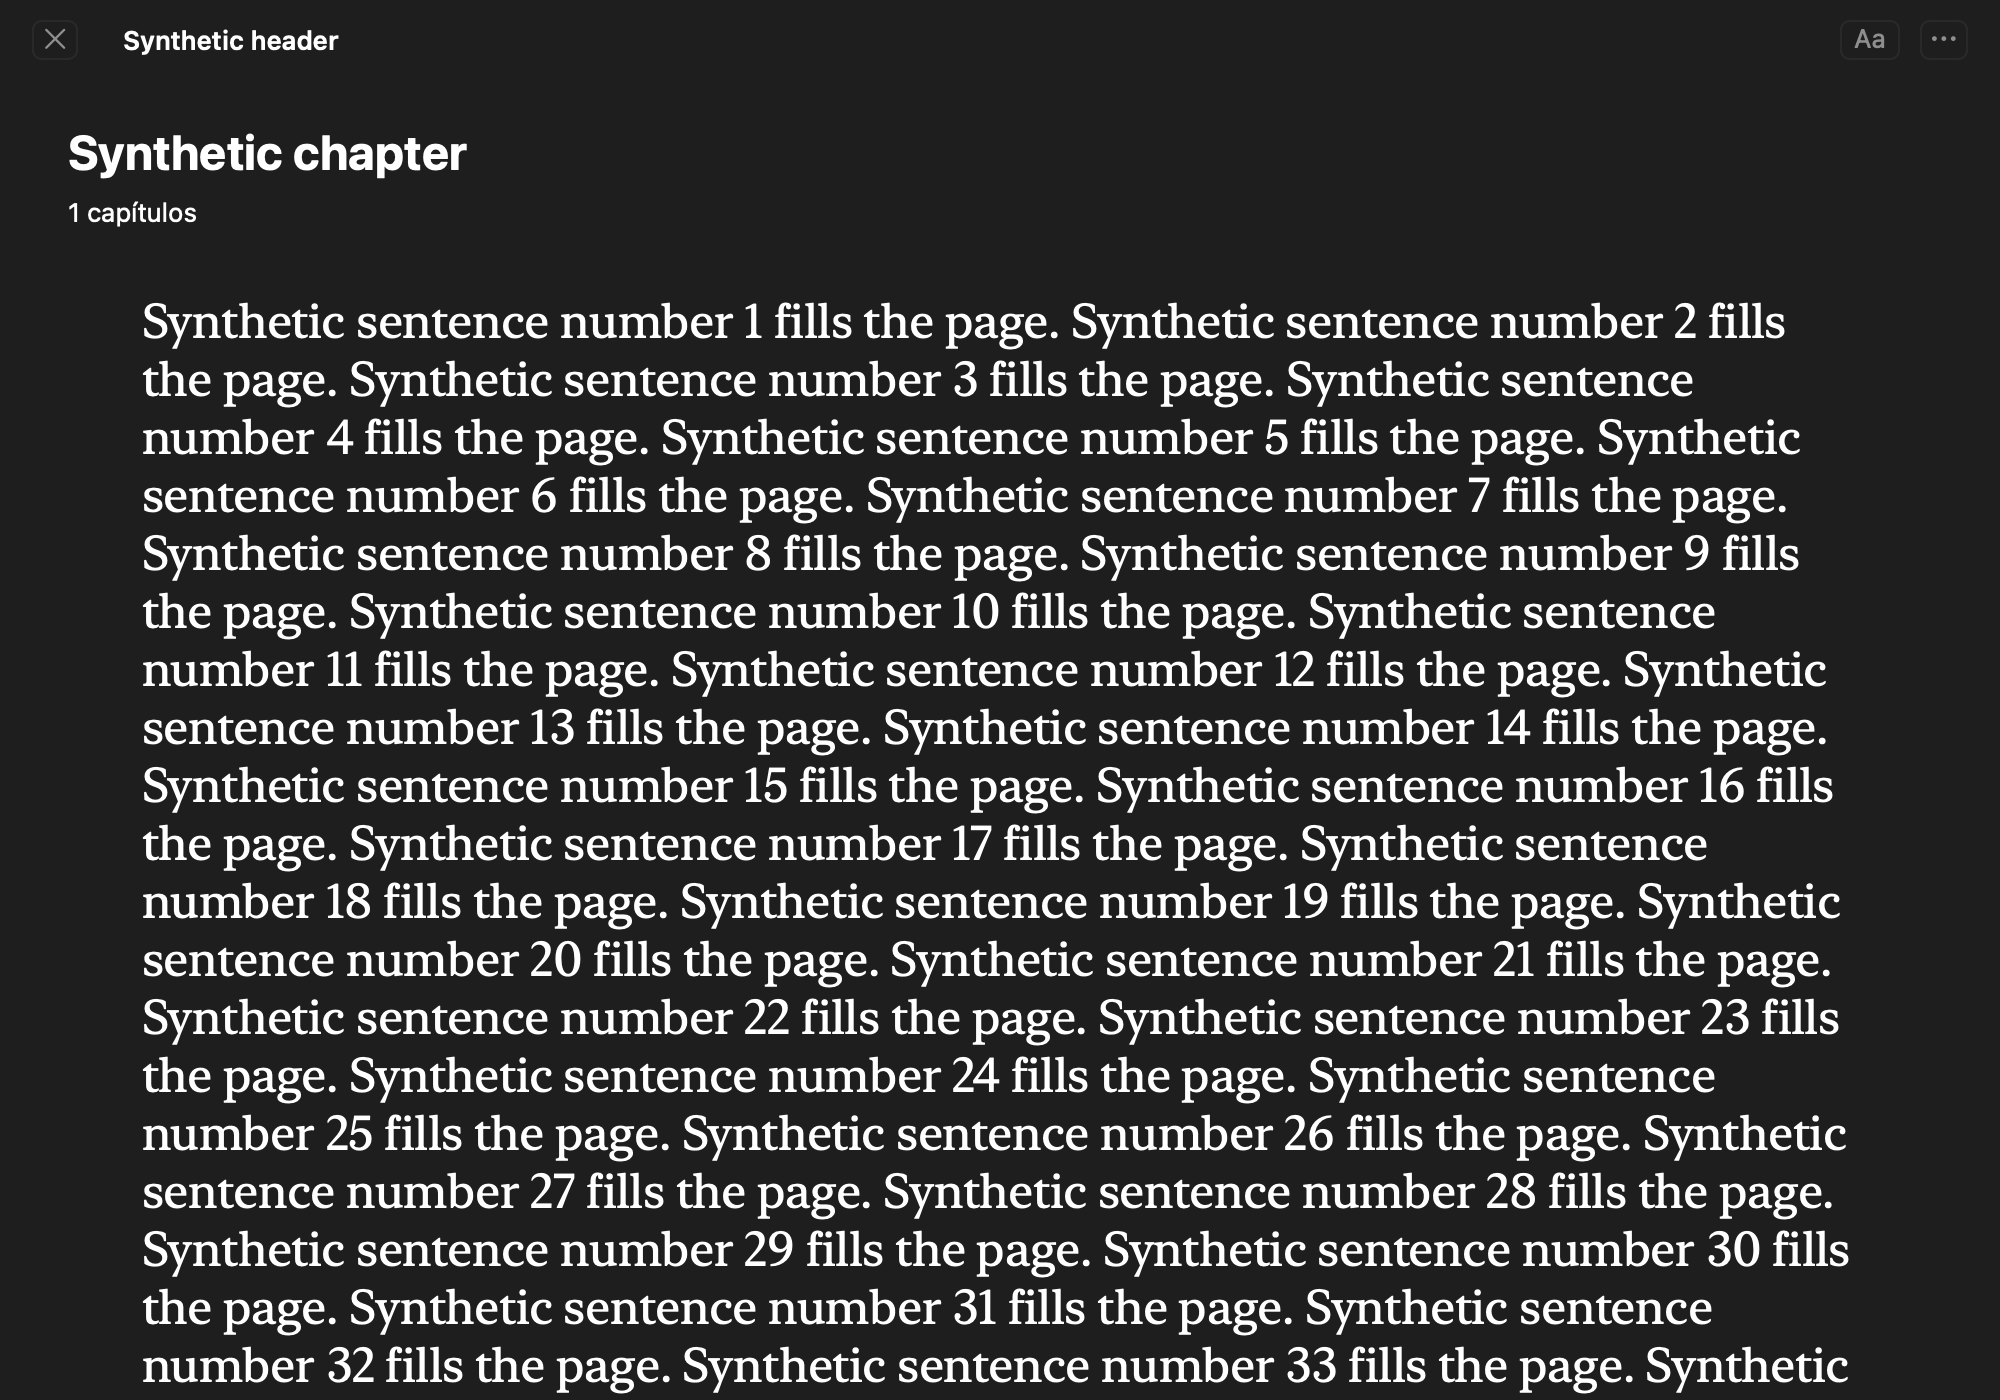 Synthetic header
Aa
Synthetic chapter
1 capítulos
Synthetic sentence number 1 fills the page. Synthetic sentence number 2 fills
the page. Synthetic sentence number 3 fills the page. Synthetic sentence
number 4 fills the page. Synthetic sentence number 5 fills the page. Synthetic
sentence number 6 fills the page. Synthetic sentence number 7 fills the page.
Synthetic sentence number 8 fills the page. Synthetic sentence number 9 fills
the page. Synthetic sentence number 10 fills the page. Synthetic sentence
number 11 fills the page. Synthetic sentence number 12 fills the page. Synthetic
sentence number 13 fills the page. Synthetic sentence number 14 fills the page.
Synthetic sentence number 15 fills the page. Synthetic sentence number 16 fills
the page. Synthetic sentence number 17 fills the page. Synthetic sentence
number 18 fills the page. Synthetic sentence number 19 fills the page. Synthetic
sentence number 20 fills the page. Synthetic sentence number 21 fills the page.
Synthetic sentence number 22 fills the page. Synthetic sentence number 23 fills
the page. Synthetic sentence number 24 fills the page. Synthetic sentence
number 25 fills the page. Synthetic sentence number 26 fills the page. Synthetic
sentence number 27 fills the page. Synthetic sentence number 28 fills the page.
Synthetic sentence number 29 fills the page. Synthetic sentence number 30 fills
the page. Synthetic sentence number 31 fills the page. Synthetic sentence
number 32 fills the page. Synthetic sentence number 33 fills the page. Synthetic